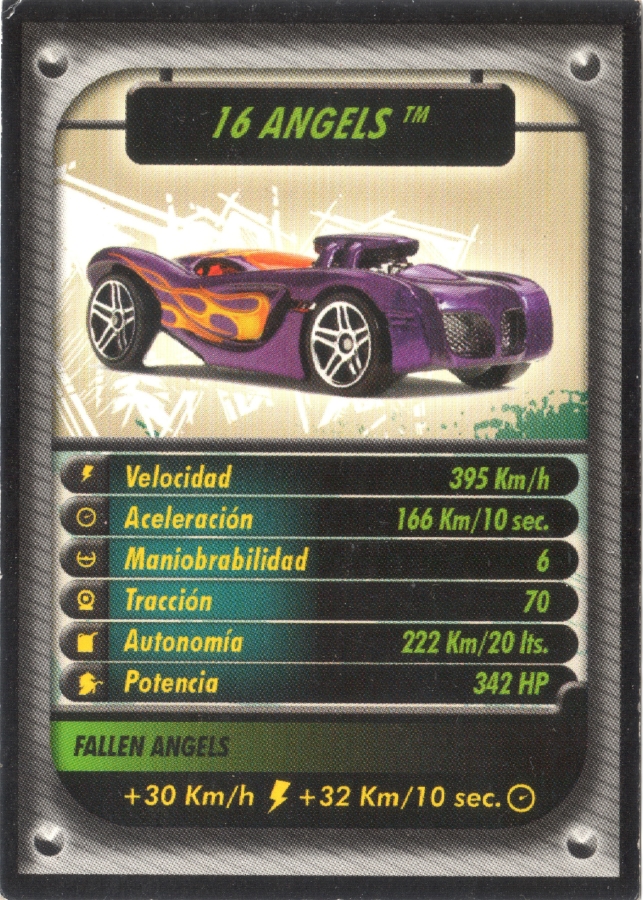 16 ANGELS ™
Velocidad 395 Km/h
Aceleración 166 Km/10 sec.
Maniobrabilidad 6
Tracción 70
Autonomía 222 Km/20 lts.
Potencia 342 HP
FALLEN ANGELS
+30 Km/h +32 Km/10 sec.